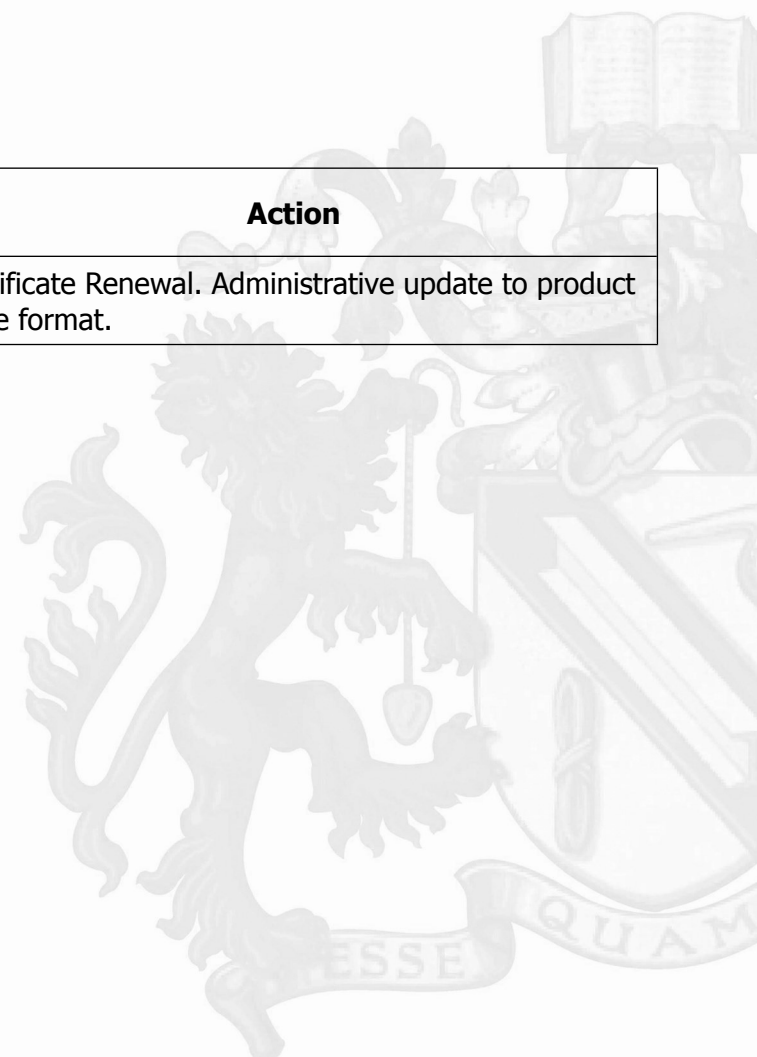 Action
ificate Renewal. Administrative update to product
e format.
ESSE QUAM